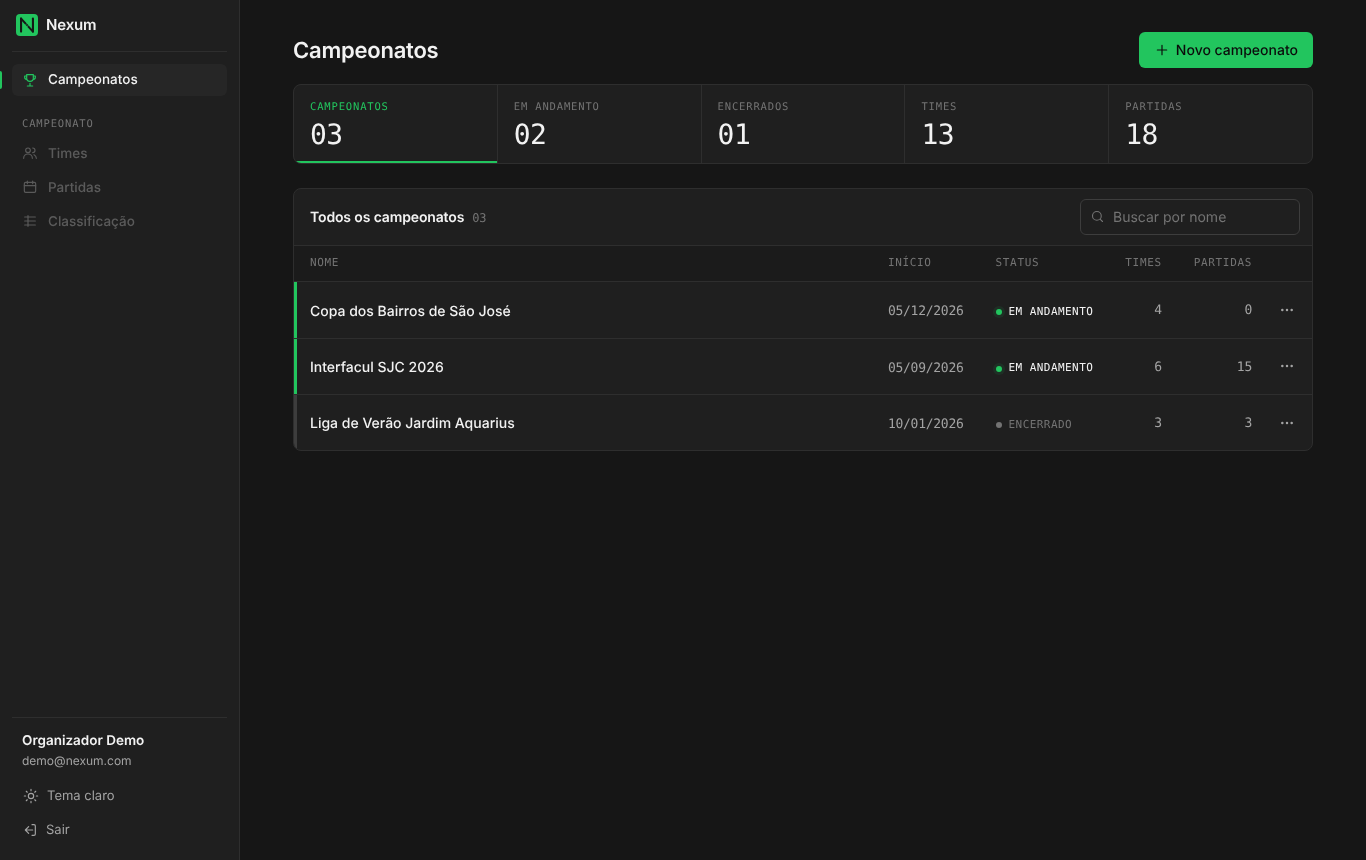 Nexum
Campeonatos
CAMPEONATO
Times
Partidas
Classificação
Organizador Demo
demo@nexum.com
Tema claro
Sair
Campeonatos
Novo campeonato
CAMPEONATOS EM ANDAMENTO ENCERRADOS TIMES PARTIDAS
03 02 01 13 18
Todos os campeonatos 03
Buscar por nome
NOME INÍCIO STATUS TIMES PARTIDAS
Copa dos Bairros de São José 05/12/2026 EM ANDAMENTO 4 0
Interfacul SJC 2026 05/09/2026 EM ANDAMENTO 6 15
Liga de Verão Jardim Aquarius 10/01/2026 ENCERRADO 3 3